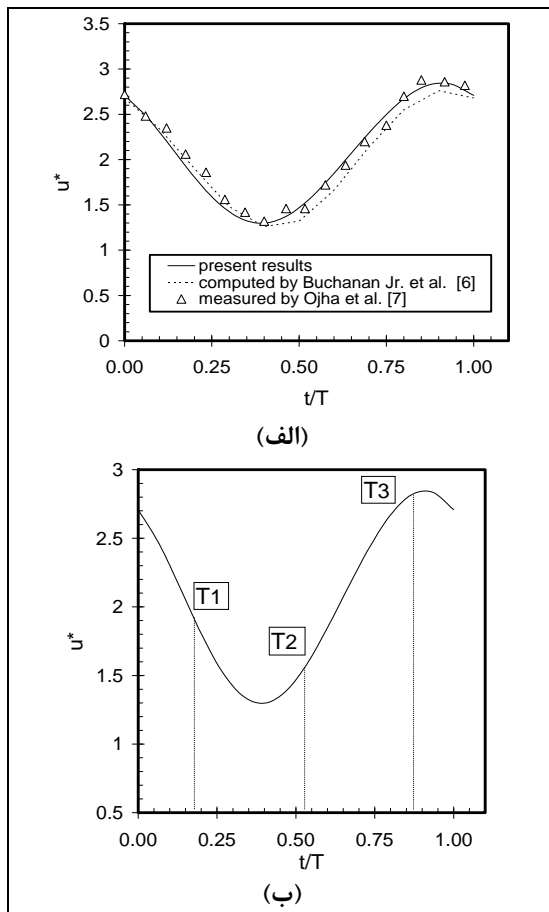 3.5
3
2.5
2
1.5
1
0.5
0
u*
present results
computed by Buchanan Jr. et al. [6]
measured by Ojha et al. [7]
0.00 0.25 0.50 0.75 1.00
t/T
(الف)
3
2.5
2
1.5
1
0.5
u*
T3
T1
T2
0.00 0.25 0.50 0.75 1.00
t/T
(ب)